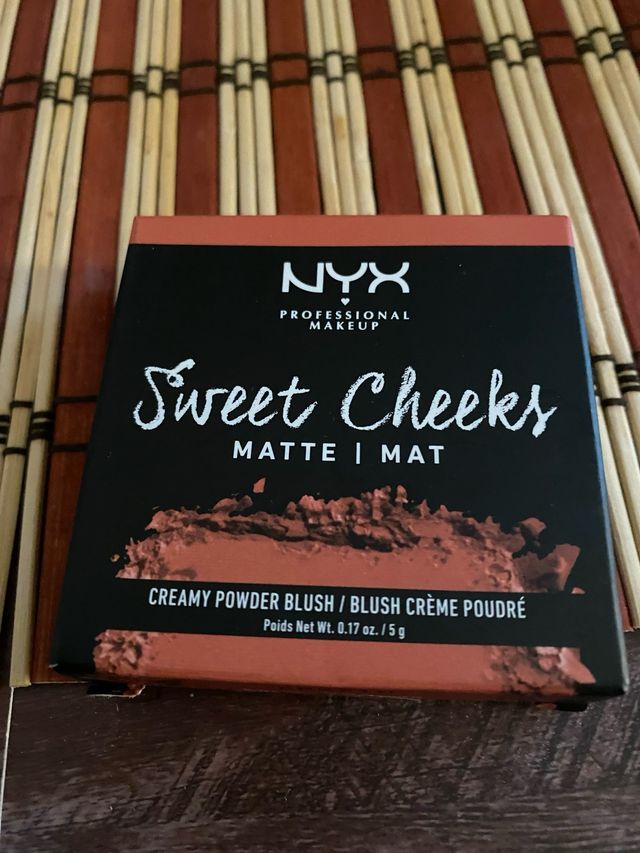 NYX
PROFESSIONAL
MAKEUP
Sweet Cheeks
MATTE | MAT
CREAMY POWDER BLUSH / BLUSH CRÈME POUDRÉ
Poids Net Wt. 0.17 oz. / 5 g